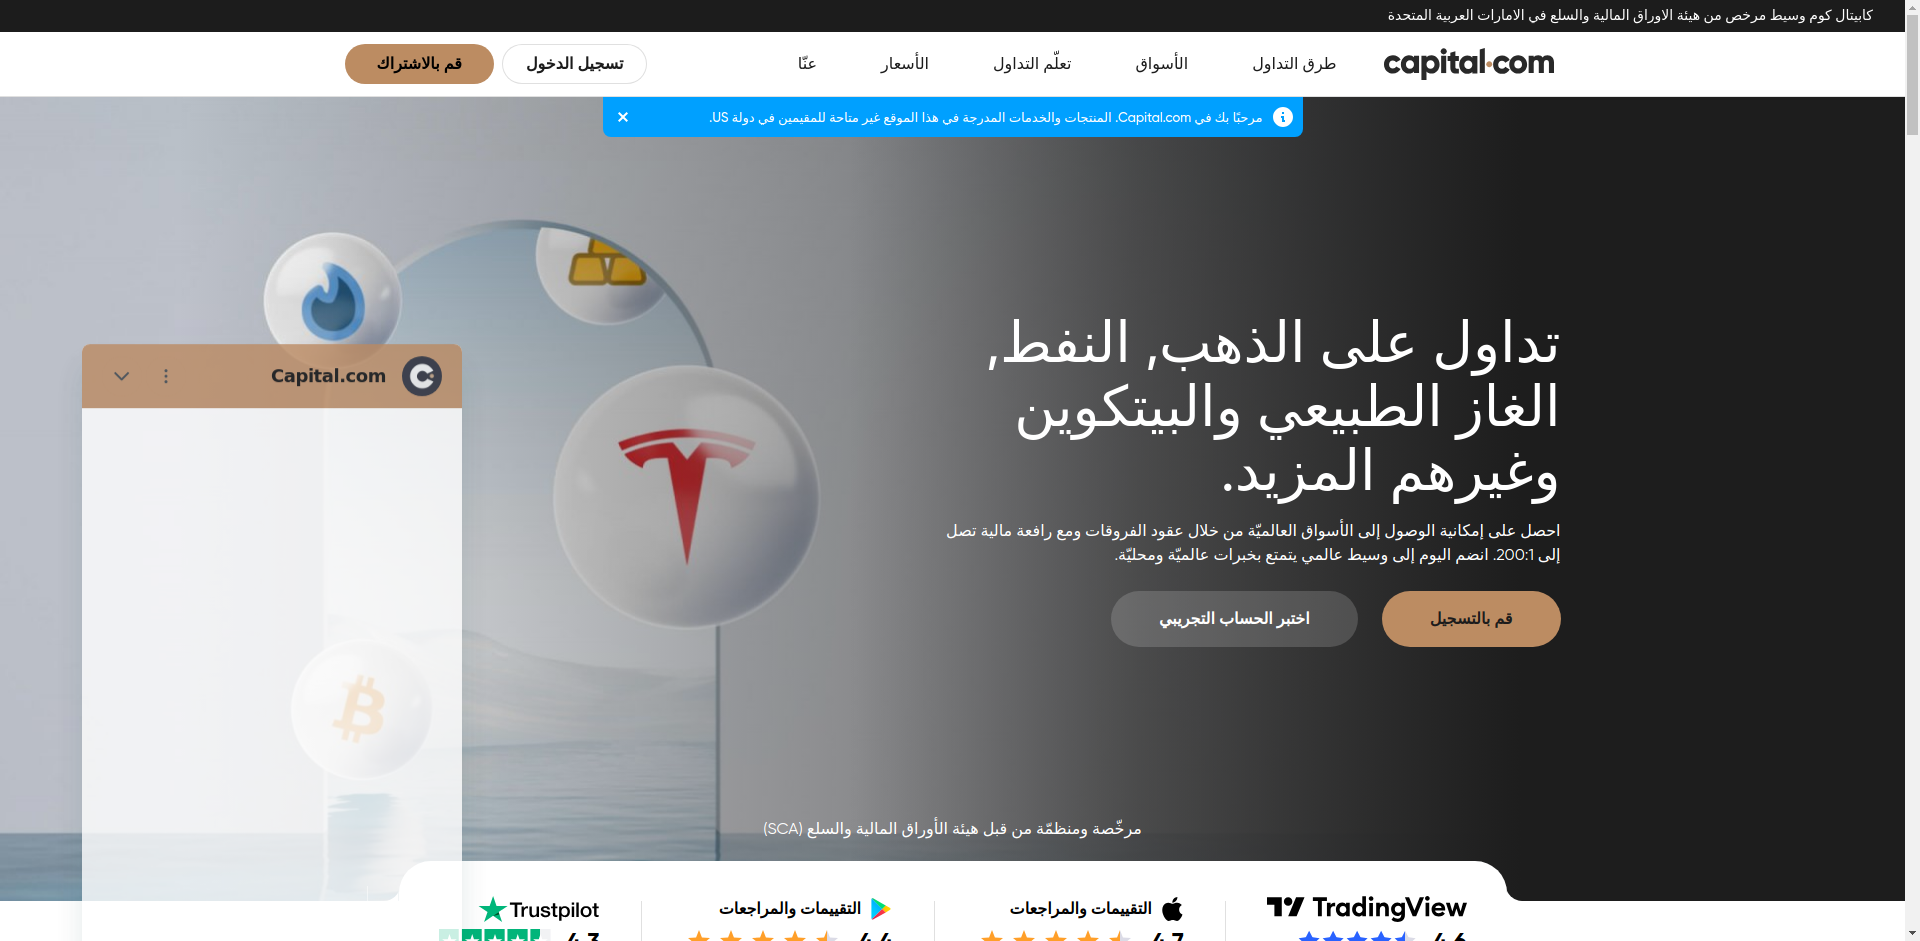 كابيتال كوم وسيط مرخص من هيئة الاوراق المالية والسلع في الامارات العربية المتحدة
capital.com
طرق التداول
الأسواق
تعلّم التداول
الأسعار
عنّا
تسجيل الدخول
قم بالاشتراك
مرحبًا بك في Capital.com. المنتجات والخدمات المدرجة في هذا الموقع غير متاحة للمقيمين في دولة US.
تداول على الذهب, النفط,
الغاز الطبيعي والبيتكوين
وغيرهم المزيد.
احصل على إمكانية الوصول إلى الأسواق العالميّة من خلال عقود الفروقات ومع رافعة مالية تصل
إلى 200:1. انضم اليوم إلى وسيط عالمي يتمتع بخبرات عالميّة ومحليّة.
قم بالتسجيل
اختبر الحساب التجريبي
Capital.com
مرخّصة ومنظمّة من قبل هيئة الأوراق المالية والسلع (SCA)
TradingView
4.6
التقييمات والمراجعات
4.7
التقييمات والمراجعات
4.4
Trustpilot
4.3